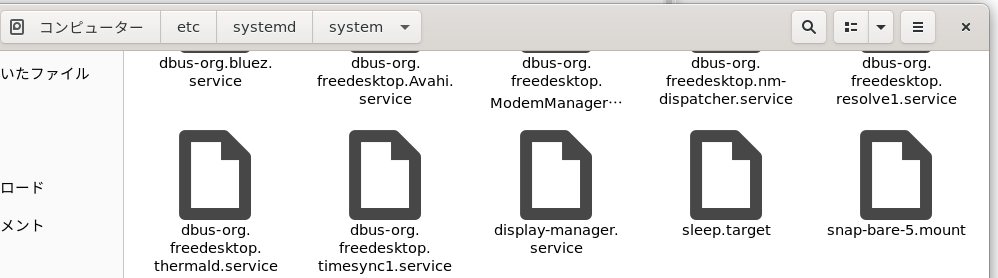 コンピューター etc systemd system
いたファイル
ロード
メント
dbus-org.bluez.
service
dbus-org.
freedesktop.Avahi.
service
dbus-org.
freedesktop.
ModemManager…
dbus-org.
freedesktop.nm-
dispatcher.service
dbus-org.
freedesktop.
resolve1.service
dbus-org.
freedesktop.
thermald.service
dbus-org.
freedesktop.
timesync1.service
display-manager.
service
sleep.target
snap-bare-5.mount